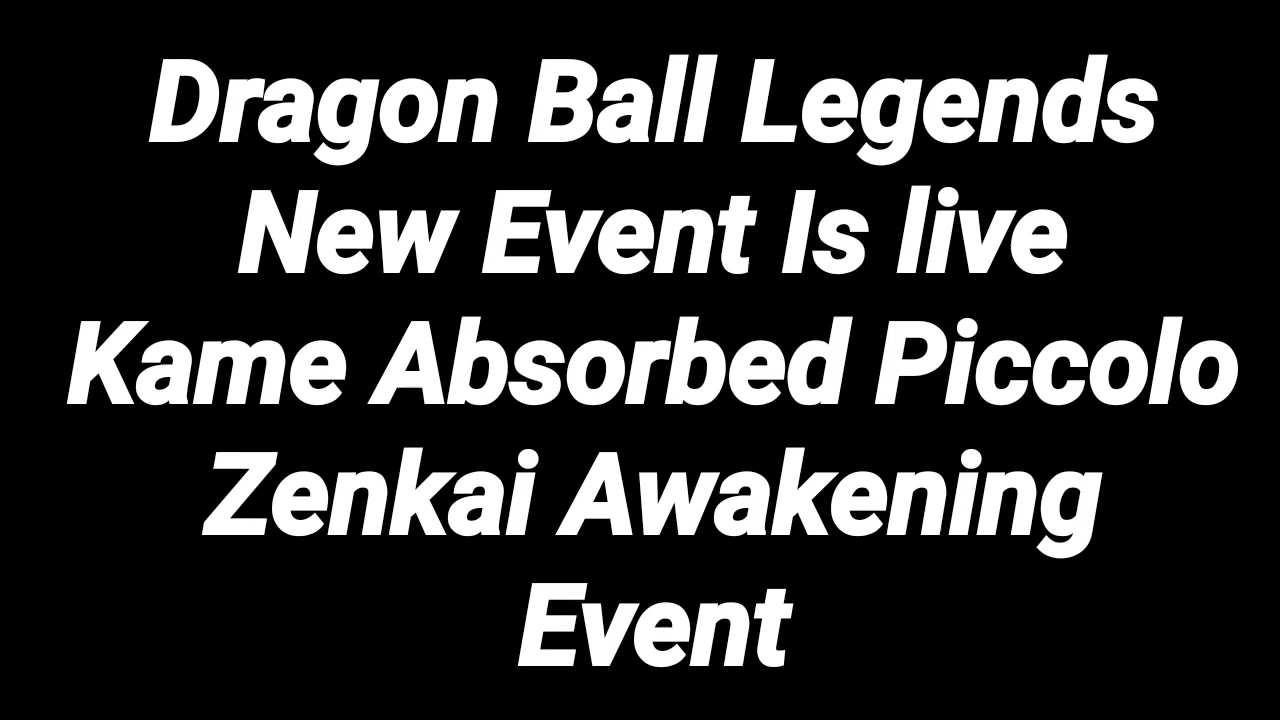 Dragon Ball Legends
New Event Is live
Kame Absorbed Piccolo
Zenkai Awakening
Event